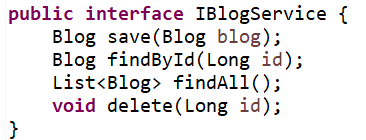 public interface IBlogService {
    Blog save(Blog blog);
    Blog findById(Long id);
    List<Blog> findAll();
    void delete(Long id);
}